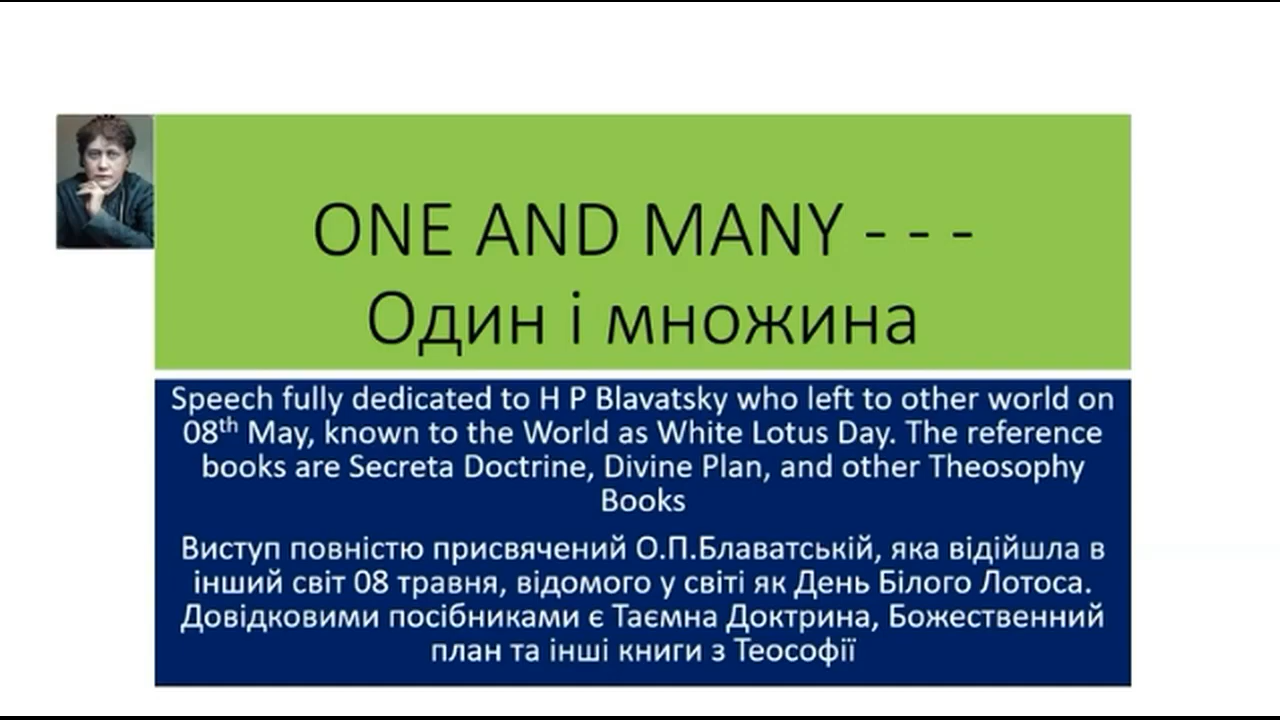 ONE AND MANY - - -
Один і множина
Speech fully dedicated to H P Blavatsky who left to other world on
08th May, known to the World as White Lotus Day. The reference
books are Secreta Doctrine, Divine Plan, and other Theosophy
Books
Виступ повністю присвячений О.П.Блаватській, яка відійшла в
інший світ 08 травня, відомого у світі як День Білого Лотоса.
Довідковими посібниками є Таємна Доктрина, Божественний
план та інші книги з Теософії